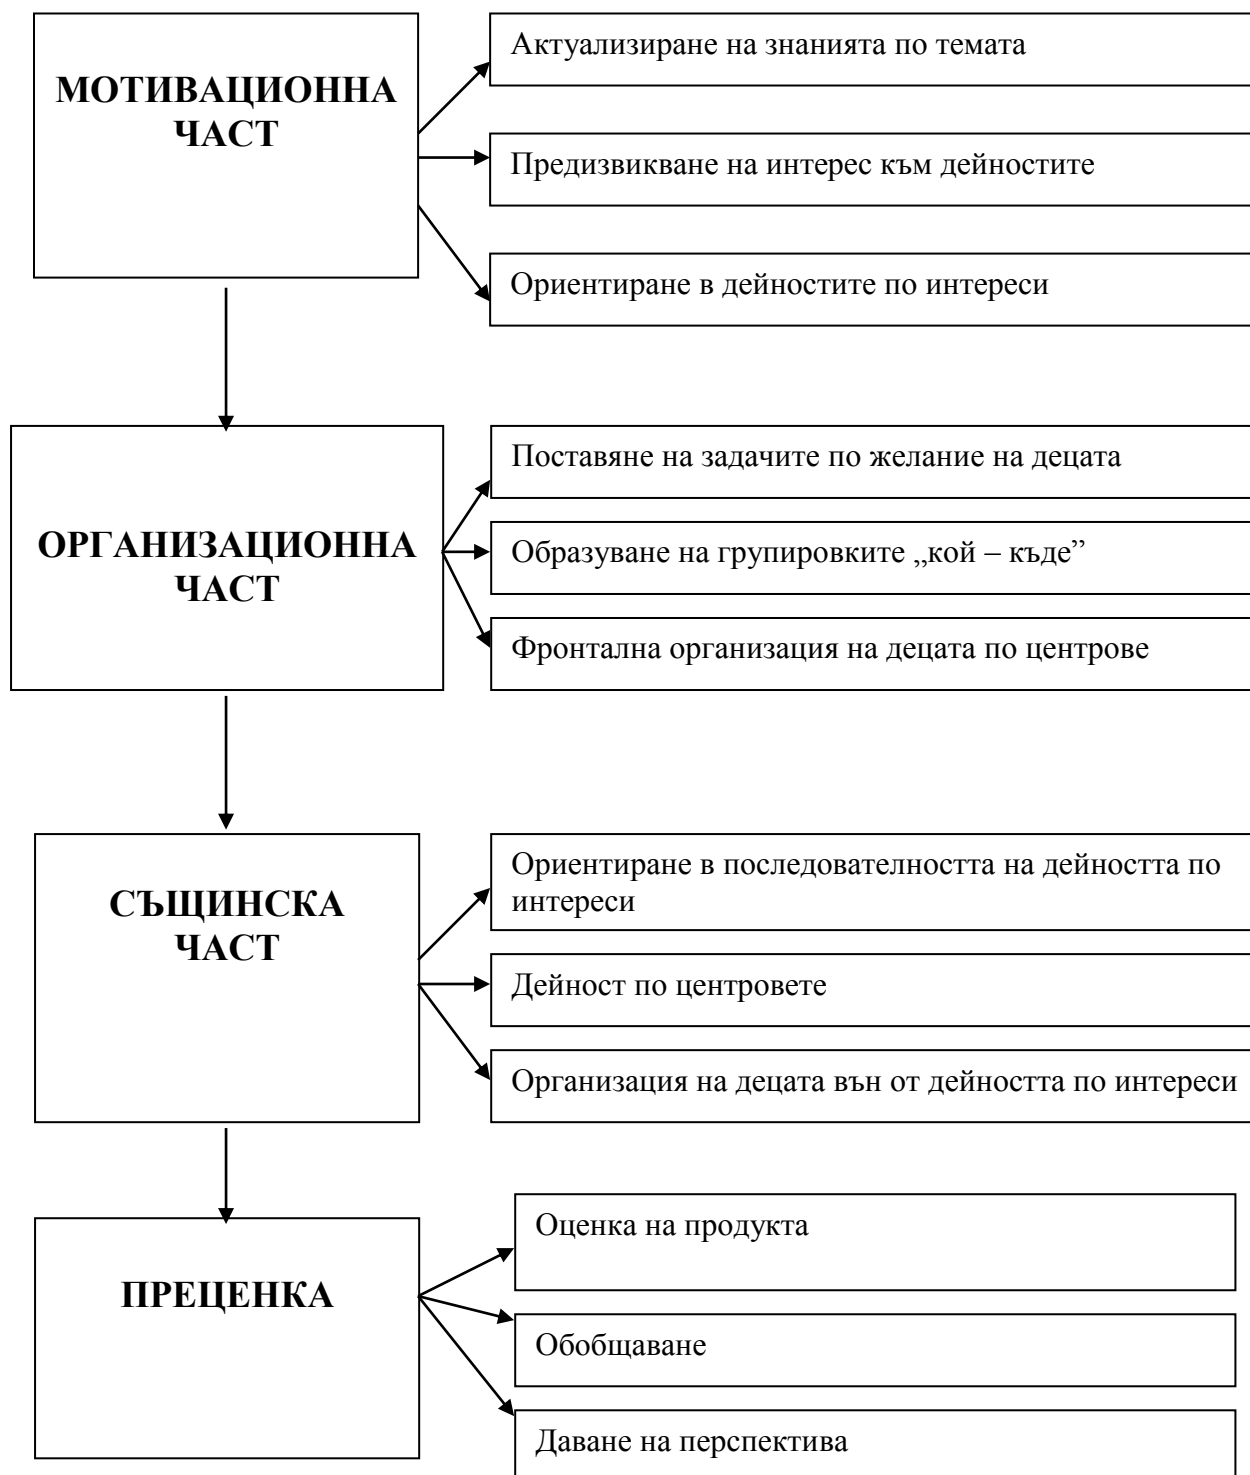 МОТИВАЦИОННА
ЧАСТ
Актуализиране на знанията по темата
Предизвикване на интерес към дейностите
Ориентиране в дейностите по интереси
ОРГАНИЗАЦИОННА
ЧАСТ
Поставяне на задачите по желание на децата
Образуване на групировките „кой – къде”
Фронтална организация на децата по центрове
СЪЩИНСКА
ЧАСТ
Ориентиране в последователността на дейността по
интереси
Дейност по центровете
Организация на децата вън от дейността по интереси
ПРЕЦЕНКА
Оценка на продукта
Обобщаване
Даване на перспектива